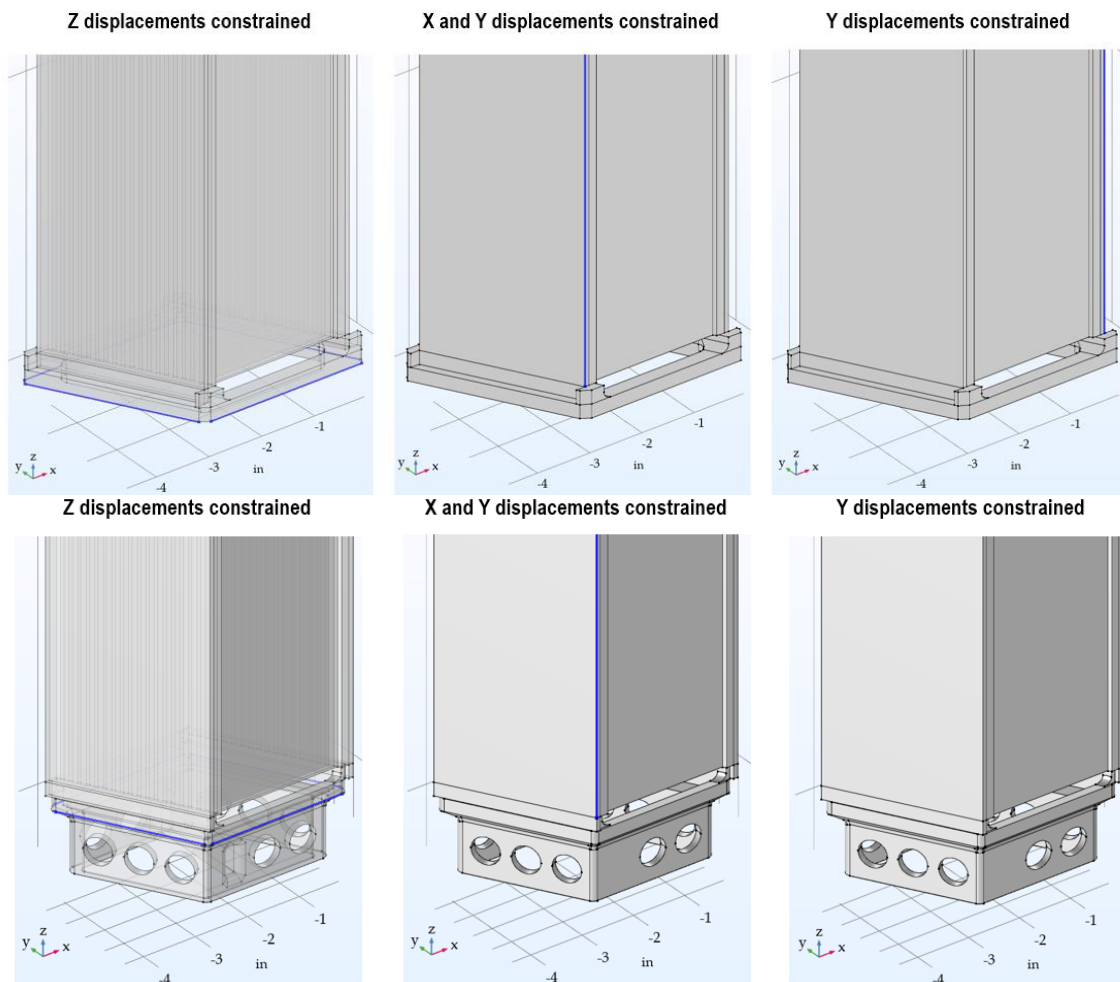 Z displacements constrained
X and Y displacements constrained
Y displacements constrained
-1
-2
-3
in
-4
y z x
-1
-2
-3
in
-4
y z x
-1
-2
-3
in
-4
y z x
Z displacements constrained
X and Y displacements constrained
Y displacements constrained
-1
-2
-3
in
-4
y z x
-1
-2
-3
in
-4
y z x
-1
-2
-3
in
-4
y z x